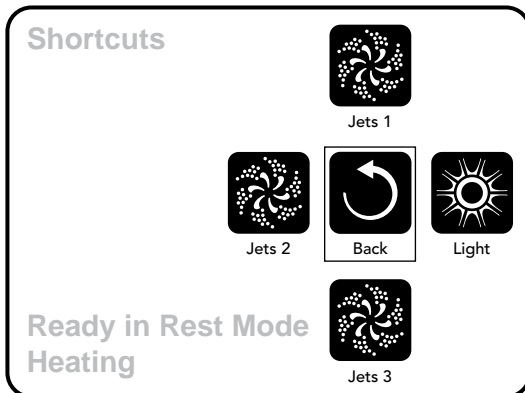 Shortcuts
Jets 1
Jets 2 Back Light
Ready in Rest Mode
Heating
Jets 3